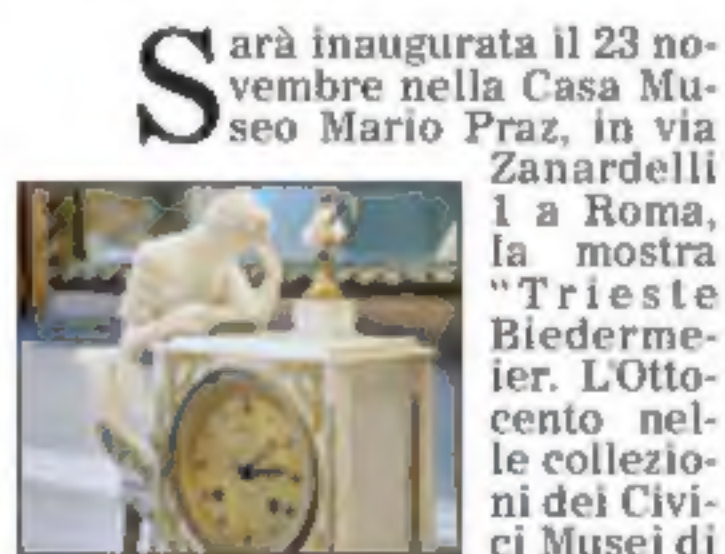 Sarà inaugurata il 23 no-
vembre nella Casa Mu-
seo Mario Praz, in via
Zanardelli
1 a Roma,
la mostra
"Trieste
Biederme-
ier. L'Otto-
cento nel-
le collezio-
ni dei Civi-
ci Musei di